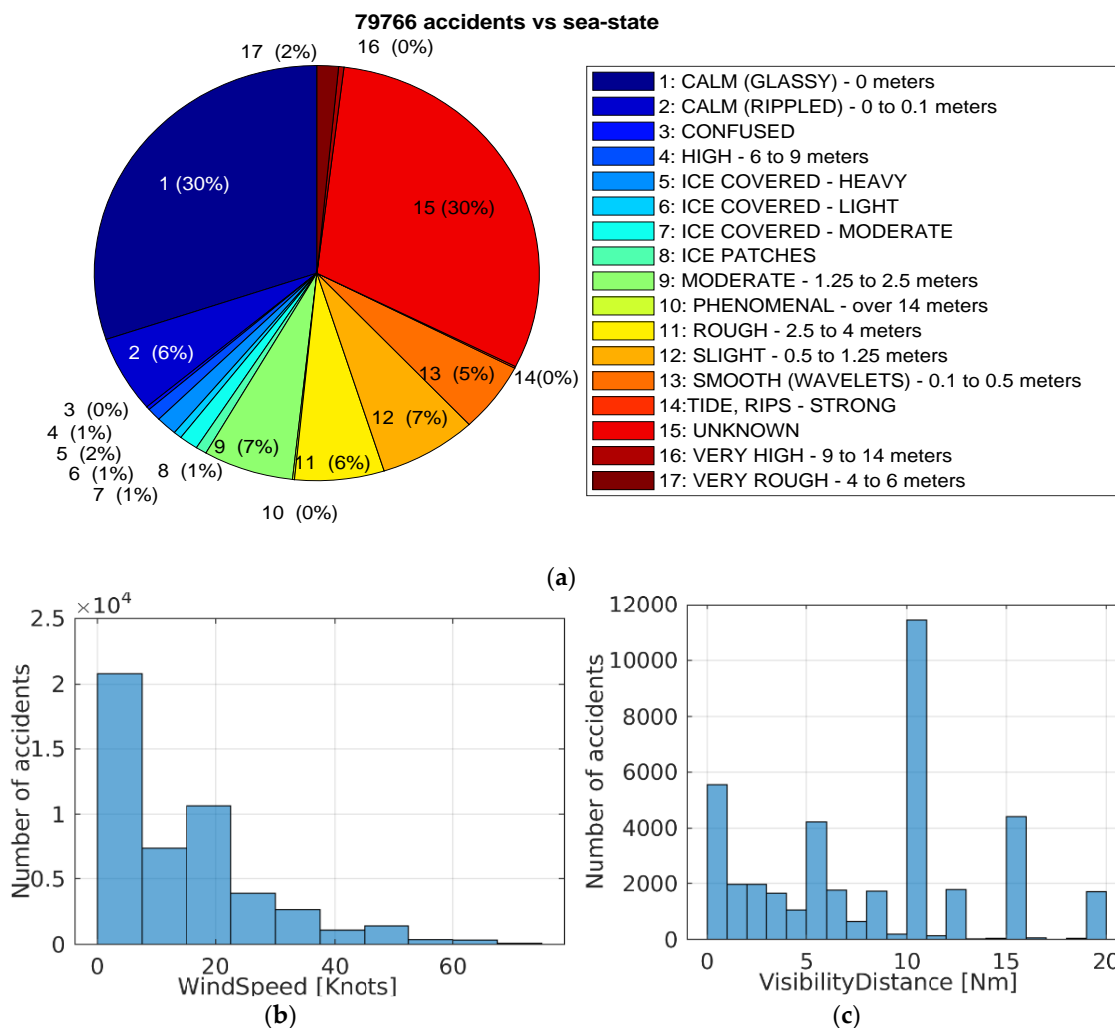 79766 accidents vs sea-state
17 (2%)
16 (0%)
1 (30%)
15 (30%)
2 (6%)
13 (5%)
14(0%)
3 (0%)
12 (7%)
4 (1%)
9 (7%)
11 (6%)
5 (2%)
8 (1%)
6 (1%)
7 (1%)
10 (0%)
1: CALM (GLASSY) - 0 meters
2: CALM (RIPPLED) - 0 to 0.1 meters
3: CONFUSED
4: HIGH - 6 to 9 meters
5: ICE COVERED - HEAVY
6: ICE COVERED - LIGHT
7: ICE COVERED - MODERATE
8: ICE PATCHES
9: MODERATE - 1.25 to 2.5 meters
10: PHENOMENAL - over 14 meters
11: ROUGH - 2.5 to 4 meters
12: SLIGHT - 0.5 to 1.25 meters
13: SMOOTH (WAVELETS) - 0.1 to 0.5 meters
14:TIDE, RIPS - STRONG
15: UNKNOWN
16: VERY HIGH - 9 to 14 meters
17: VERY ROUGH - 4 to 6 meters
(a)
×10⁴
2.5
2
1.5
1
0.5
0
Number of accidents
0 20 40 60
WindSpeed [Knots]
(b)
12000
10000
8000
6000
4000
2000
0
Number of accidents
0 5 10 15 20
VisibilityDistance [Nm]
(c)